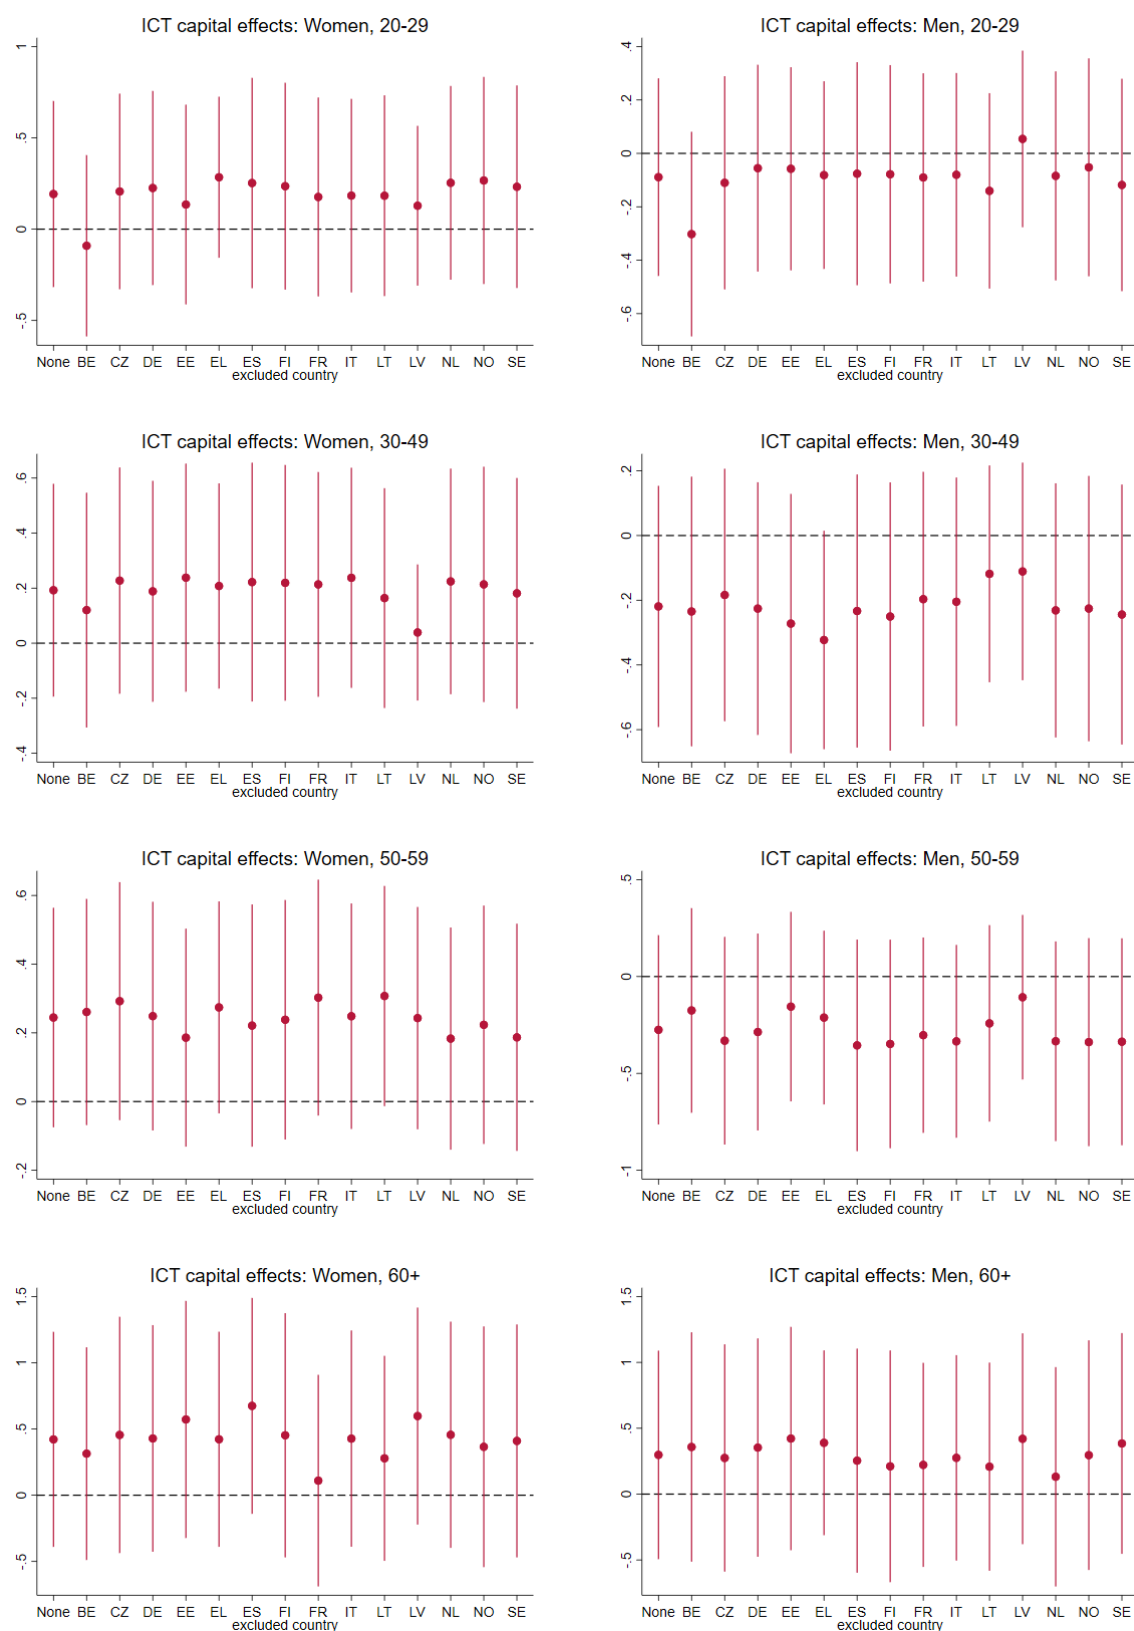 ICT capital effects: Women, 20-29
1
.5
0
-.5
None BE CZ DE EE EL ES FI FR IT LT LV NL NO SE
excluded country
ICT capital effects: Men, 20-29
.4
.2
0
-.2
-.4
-.6
None BE CZ DE EE EL ES FI FR IT LT LV NL NO SE
excluded country
ICT capital effects: Women, 30-49
.6
.4
.2
0
-.2
-.4
None BE CZ DE EE EL ES FI FR IT LT LV NL NO SE
excluded country
ICT capital effects: Men, 30-49
.2
0
-.2
-.4
-.6
None BE CZ DE EE EL ES FI FR IT LT LV NL NO SE
excluded country
ICT capital effects: Women, 50-59
.6
.4
.2
0
-.2
None BE CZ DE EE EL ES FI FR IT LT LV NL NO SE
excluded country
ICT capital effects: Men, 50-59
.5
0
-.5
-1
None BE CZ DE EE EL ES FI FR IT LT LV NL NO SE
excluded country
ICT capital effects: Women, 60+
1.5
1
.5
0
-.5
None BE CZ DE EE EL ES FI FR IT LT LV NL NO SE
excluded country
ICT capital effects: Men, 60+
1.5
1
.5
0
-.5
None BE CZ DE EE EL ES FI FR IT LT LV NL NO SE
excluded country